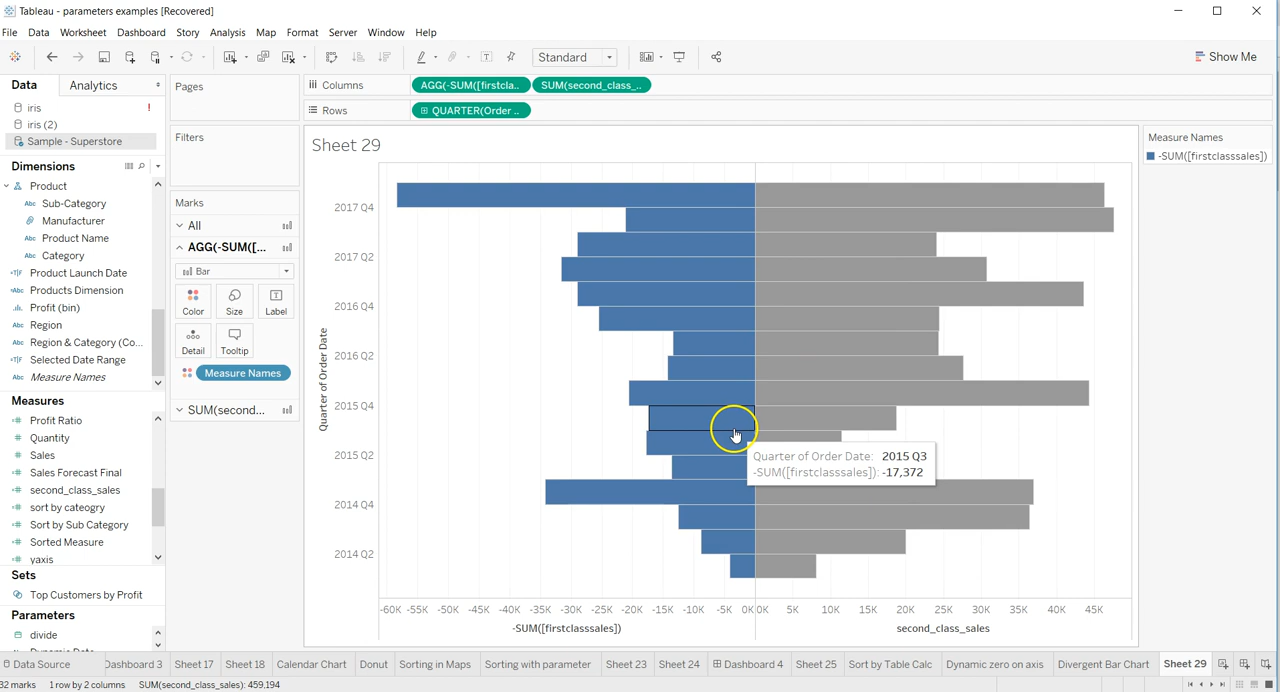 Tableau - parameters examples [Recovered]
File Data Worksheet Dashboard Story Analysis Map Format Server Window Help
Standard
Show Me
Data Analytics
iris !
iris (2)
Sample - Superstore
Dimensions
Product
Abc Sub-Category
Manufacturer
Abc Product Name
Abc Category
Product Launch Date
Abc Products Dimension
Profit (bin)
Abc Region
Abc Region & Category (Co...
Selected Date Range
Abc Measure Names
Measures
Profit Ratio
Quantity
Sales
Sales Forecast Final
second_class_sales
sort by cateogry
Sort by Sub Category
Sorted Measure
yaxis
Sets
Top Customers by Profit
Parameters
divide
Pages
Filters
Marks
All
AGG(-SUM([...
Bar
Color Size Label
Detail Tooltip
Measure Names
SUM(second...
Columns AGG(-SUM([firstcla.. SUM(second_class_..
Rows QUARTER(Order ..
Sheet 29
Quarter of Order Date
2017 Q4
2017 Q2
2016 Q4
2016 Q2
2015 Q4
2015 Q2
2014 Q4
2014 Q2
Quarter of Order Date: 2015 Q3
-SUM([firstclasssales]): -17,372
-60K -55K -50K -45K -40K -35K -30K -25K -20K -15K -10K -5K 0K 0K 5K 10K 15K 20K 25K 30K 35K 40K 45K
-SUM([firstclasssales]) second_class_sales
Measure Names
-SUM([firstclasssales])
Data Source Dashboard 3 Sheet 17 Sheet 18 Calendar Chart Donut Sorting in Maps Sorting with parameter Sheet 23 Sheet 24 Dashboard 4 Sheet 25 Sort by Table Calc Dynamic zero on axis Divergent Bar Chart Sheet 29
32 marks 1 row by 2 columns SUM(second_class_sales): 459,194